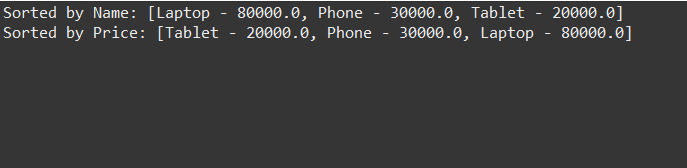 Sorted by Name: [Laptop - 80000.0, Phone - 30000.0, Tablet - 20000.0]
Sorted by Price: [Tablet - 20000.0, Phone - 30000.0, Laptop - 80000.0]